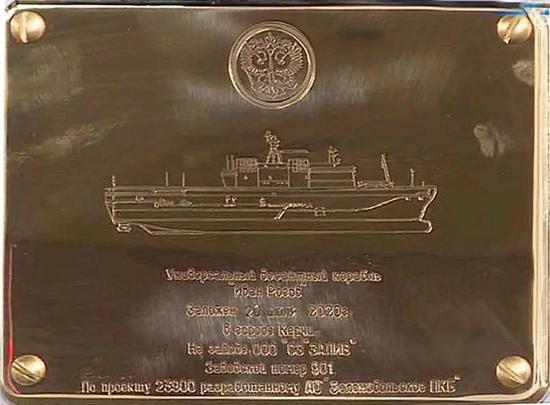 Универсальный десантный корабль
"Иван Рогов"
Заложен 20 июля 2020г.
в городе Керчи
На заводе ООО "СЗ"ЗАЛИВ"
Заводской номер 901
По проекту 23900 разработанному АО "Зеленодольское ПКБ"